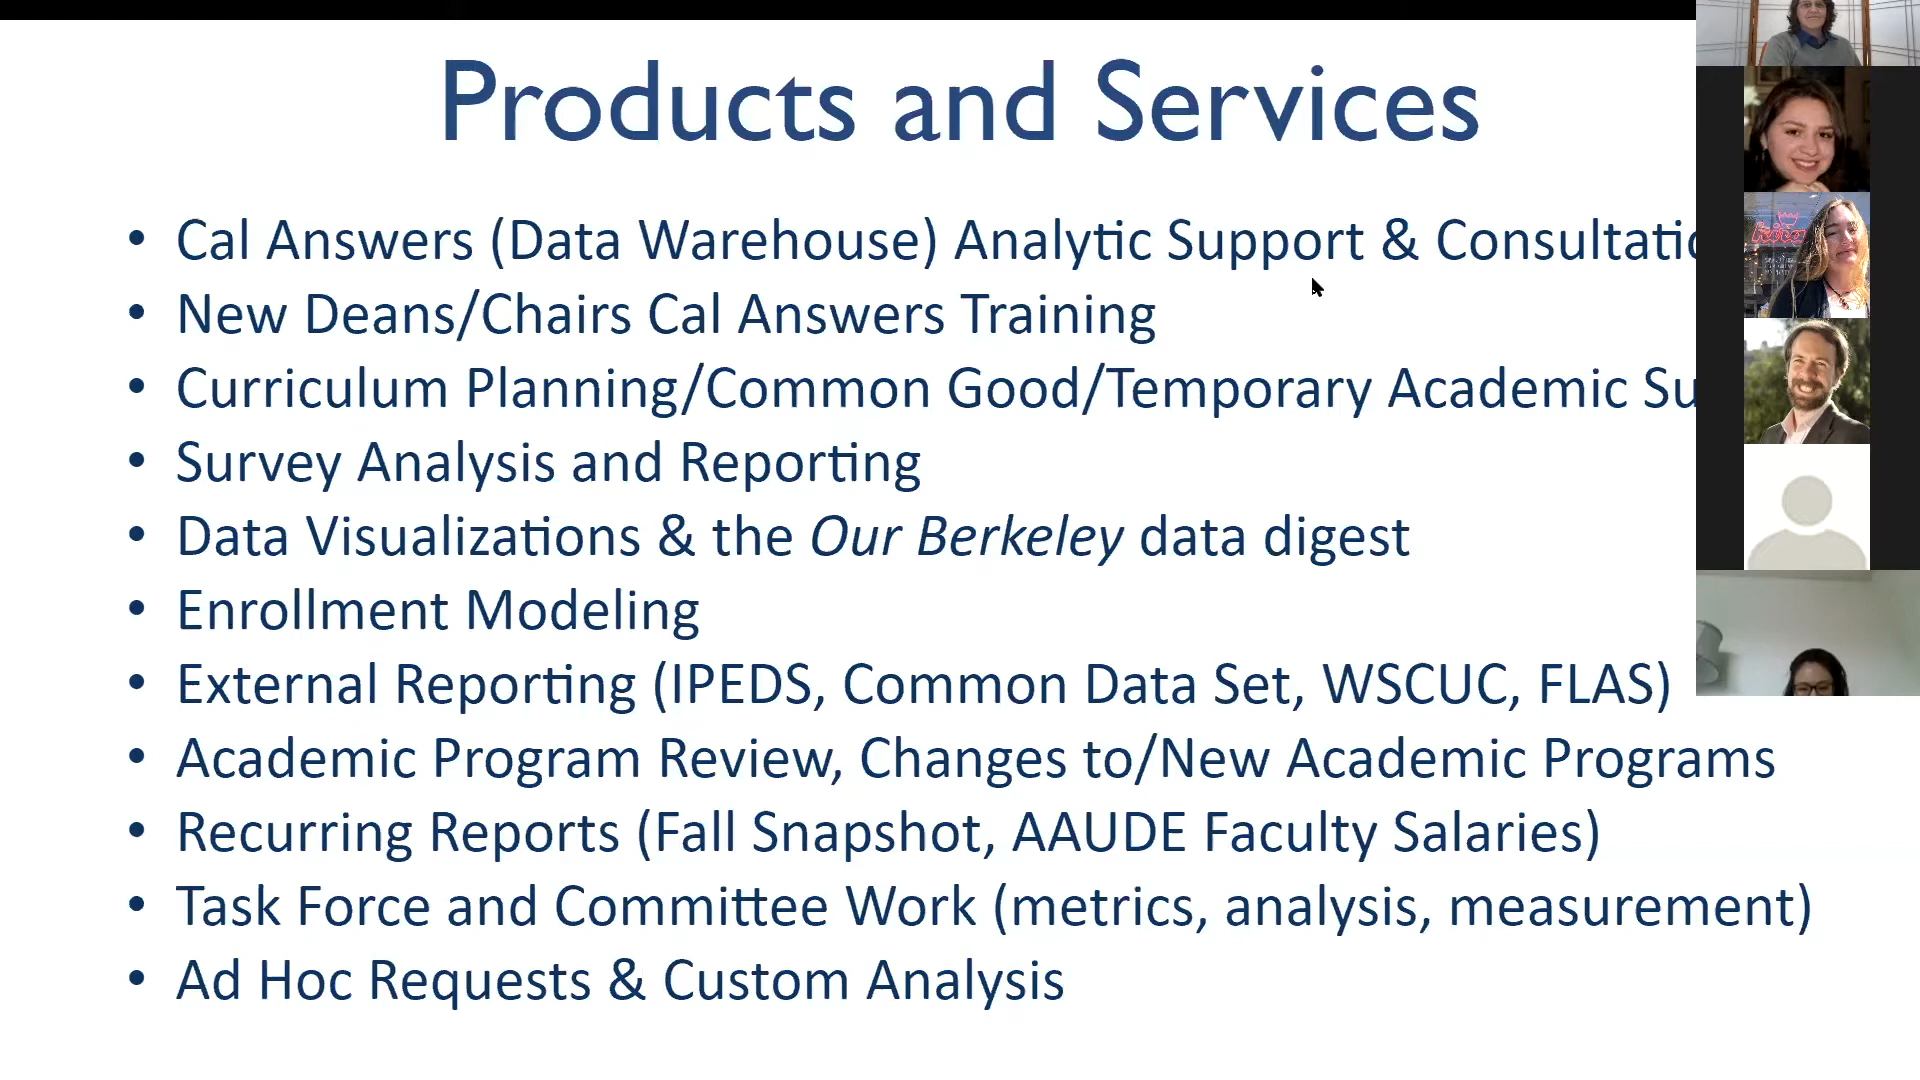 Products and Services
• Cal Answers (Data Warehouse) Analytic Support &
• New Deans/Chairs Cal Answers Training
• Curriculum Planning/Common Good/Temporary Academic
• Survey Analysis and Reporting
• Data Visualizations & the Our Berkeley data digest
• Enrollment Modeling
• External Reporting (IPEDS, Common Data Set, WSCUC, FLAS)
• Academic Program Review, Changes to/New Academic Programs
• Recurring Reports (Fall Snapshot, AAUDE Faculty Salaries)
• Task Force and Committee Work (metrics, analysis, measurement)
• Ad Hoc Requests & Custom Analysis